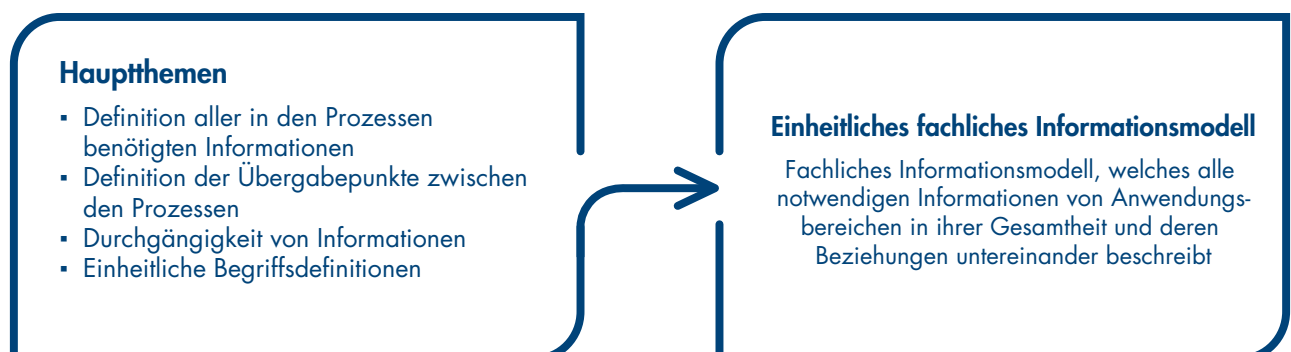 Hauptthemen
▪ Definition aller in den Prozessen
benötigten Informationen
▪ Definition der Übergabepunkte zwischen
den Prozessen
▪ Durchgängigkeit von Informationen
▪ Einheitliche Begriffsdefinitionen
Einheitliches fachliches Informationsmodell
Fachliches Informationsmodell, welches alle
notwendigen Informationen von Anwendungs-
bereichen in ihrer Gesamtheit und deren
Beziehungen untereinander beschreibt